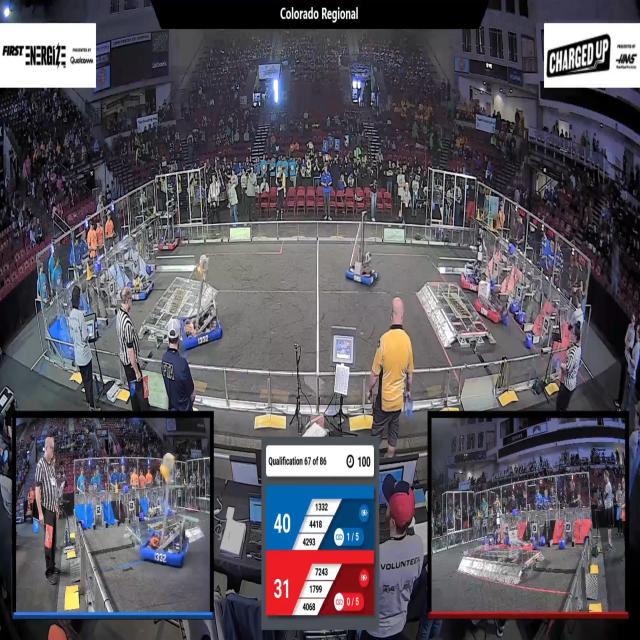 Colorado Regional
FIRST ENERGIZE
PRESENTED BY
Qualcomm
CHARGED UP
PRESENTED BY
HAAS
Qualification 67 of 86
100
40
1332
4418
4293
1 / 5
31
7243
1799
4068
0 / 5
1332
1332
VOLUNTEER